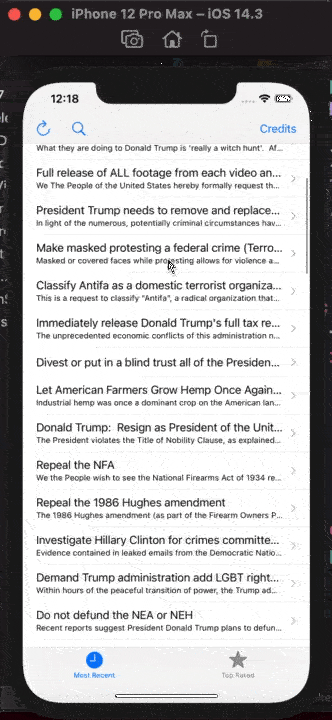 iPhone 12 Pro Max – iOS 14.3
12:18
Credits
What they are doing to Donald Trump is 'really a witch hunt'. Af...
Full release of ALL footage from each video an...
We The People of the United States hereby formally request th...
President Trump needs to remove and replace...
In light of the numerous, potentially criminal circumstances hav...
Make masked protesting a federal crime (Terro...
Masked or covered faces while protesting allows for violence a...
Classify Antifa as a domestic terrorist organiza...
This is a request to classify "Antifa", a radical organization that...
Immediately release Donald Trump's full tax re...
The unprecedented economic conflicts of this administration n...
Divest or put in a blind trust all of the Presiden...
Let American Farmers Grow Hemp Once Again...
Industrial hemp was once a dominant crop on the American lan...
Donald Trump: Resign as President of the Unit...
The President violates the Title of Nobility Clause, as explained...
Repeal the NFA
We the People wish to see the National Firearms Act of 1934 re...
Repeal the 1986 Hughes amendment
The 1986 Hughes amendment (as part of the Firearm Owners P...
Investigate Hillary Clinton for crimes committe...
Evidence contained in leaked emails from the Democratic Natio...
Demand Trump administration add LGBT right...
Within hours of the peaceful transition of power, the Trump ad...
Do not defund the NEA or NEH
Recent reports suggest President Donald Trump plans to defun...
Most Recent
Top Rated